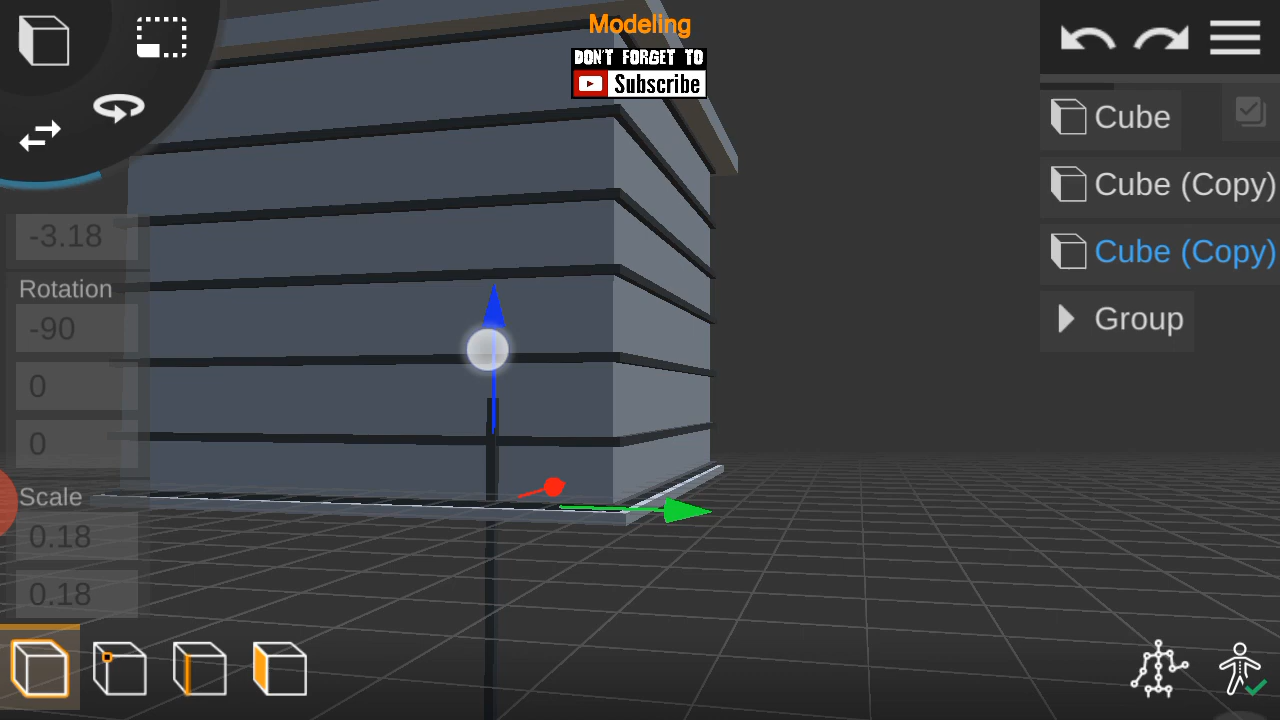 Modeling
DON'T FORGET TO
Subscribe
Cube
Cube (Copy)
Cube (Copy)
Group
-3.18
Rotation
-90
0
0
Scale
0.18
0.18